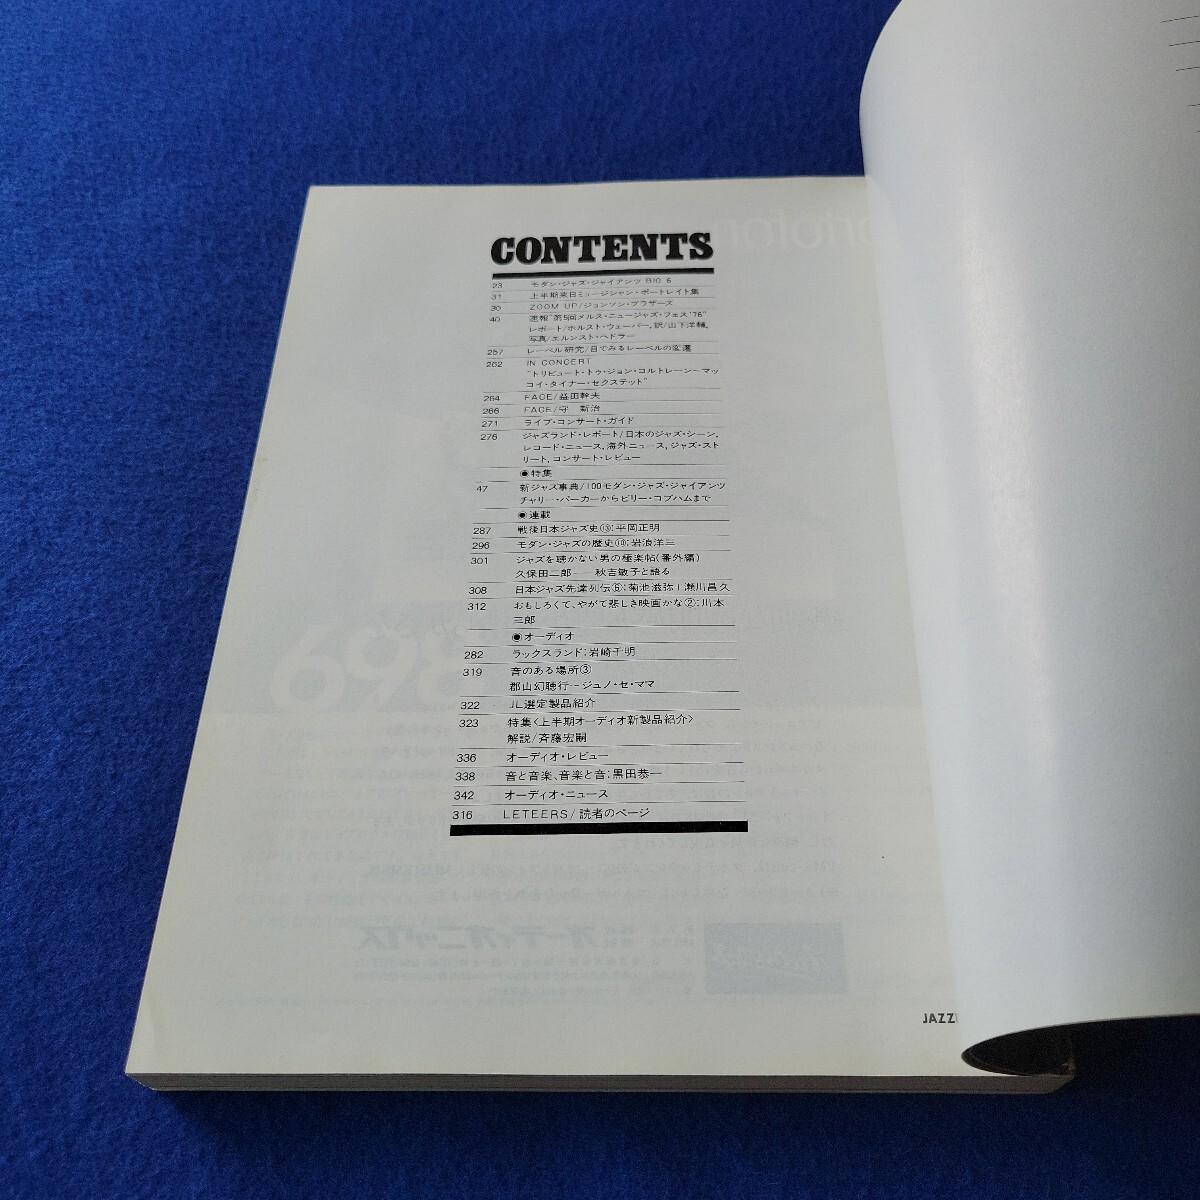 CONTENTS
23 モダン・ジャズ・ジャイアンツ BIG 6
31 上半期来日ミュージシャン・ポートレイト集
30 ZOOM UP/ジョンソン・ブラザーズ
40 速報“第5回メルス・ニュージャズ・フェス'76”
レポート/ホルスト・ウェーバー,訳/山下洋輔,
写真/エルンスト・ヘドラー
257 レーベル研究/目でみるレーベルの変遷
262 IN CONCERT
“トリビュート・トゥ・ジョン・コルトレーン〜マッ
コイ・タイナー・セクステット”
264 FACE/益田幹夫
266 FACE/守 新治
271 ライブ・コンサート・ガイド
276 ジャズランド・レポート/日本のジャズ・シーン,
レコード・ニュース,海外ニュース,ジャズ・スト
リート,コンサート・レビュー
◉特集
47 新ジャズ事典/100モダン・ジャズ・ジャイアンツ
チャリー・パーカーからビリー・コブハムまで
◉連載
287 戦後日本ジャズ史⑬:平岡正明
296 モダン・ジャズの歴史⑩:岩浪洋三
301 ジャズを聴かない男の極楽帖(番外編)
久保田二郎——秋吉敏子と語る
308 日本ジャズ先達列伝⑥:菊池滋弥|瀬川昌久
312 おもしろくて、やがて悲しき映画かな②:川本
三郎
◉オーディオ
282 ラックスランド:岩崎千明
319 音のある場所③
郡山幻聴行—ジュノ・セ・ママ
322 JL選定製品紹介
323 特集〈上半期オーディオ新製品紹介〉
解説/斉藤宏嗣
336 オーディオ・レビュー
338 音と音楽、音楽と音:黒田恭一
342 オーディオ・ニュース
316 LETEERS/読者のページ
JAZZ